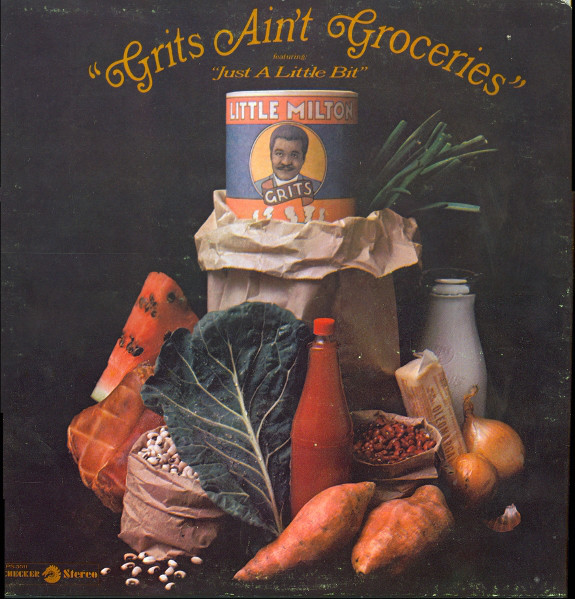 "Grits Ain't Groceries"
featuring
"Just A Little Bit"
LITTLE MILTON
GRITS
CHECKER Stereo